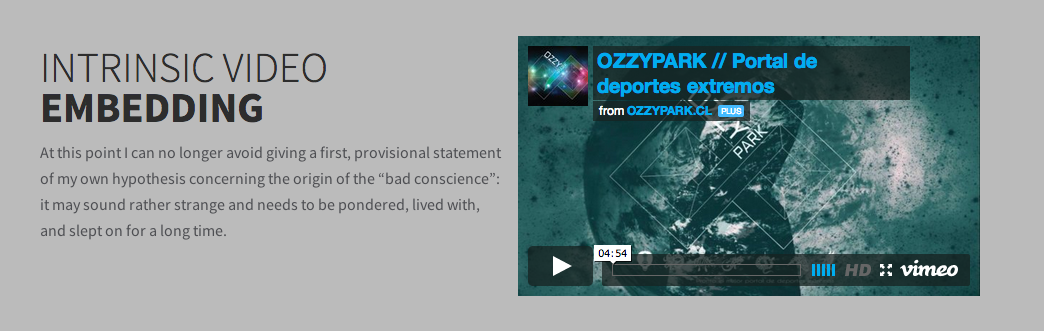 INTRINSIC VIDEO
EMBEDDING
At this point I can no longer avoid giving a first, provisional statement
of my own hypothesis concerning the origin of the “bad conscience”:
it may sound rather strange and needs to be pondered, lived with,
and slept on for a long time.
OZZY
OZZYPARK // Portal de
deportes extremos
from OZZYPARK.CL PLUS
PARK
04:54
HD vimeo